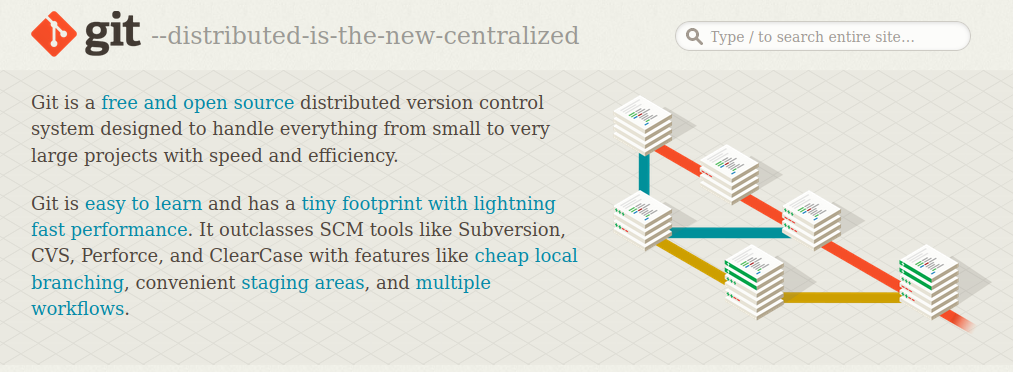 git --distributed-is-the-new-centralized
Type / to search entire site...
Git is a free and open source distributed version control
system designed to handle everything from small to very
large projects with speed and efficiency.
Git is easy to learn and has a tiny footprint with lightning
fast performance. It outclasses SCM tools like Subversion,
CVS, Perforce, and ClearCase with features like cheap local
branching, convenient staging areas, and multiple
workflows.